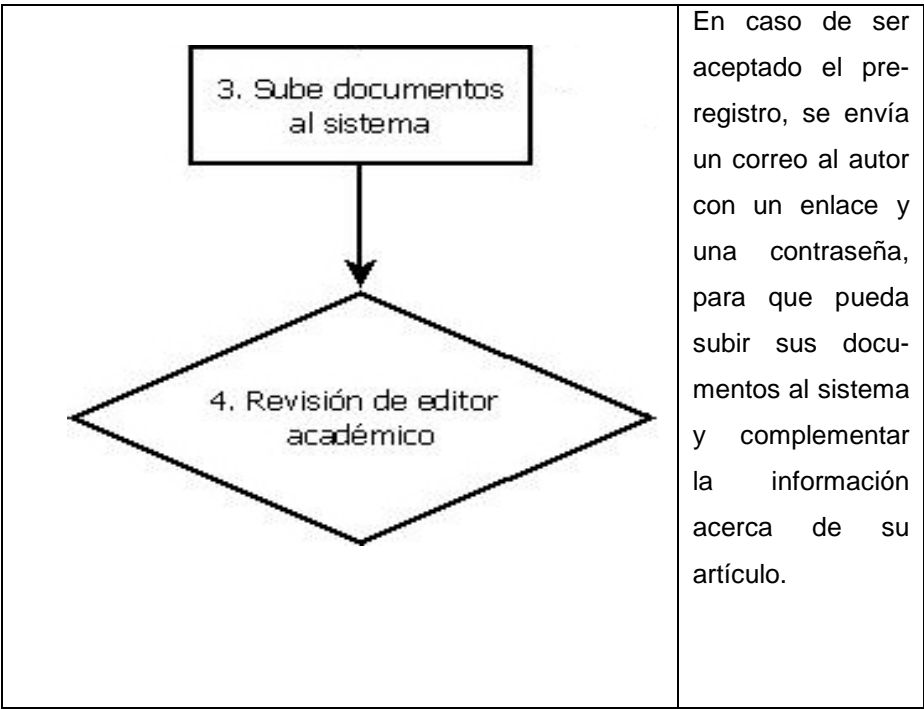 3. Sube documentos
al sistema
4. Revisión de editor
académico
En caso de ser
aceptado el pre-
registro, se envía
un correo al autor
con un enlace y
una contraseña,
para que pueda
subir sus docu-
mentos al sistema
y complementar
la información
acerca de su
artículo.